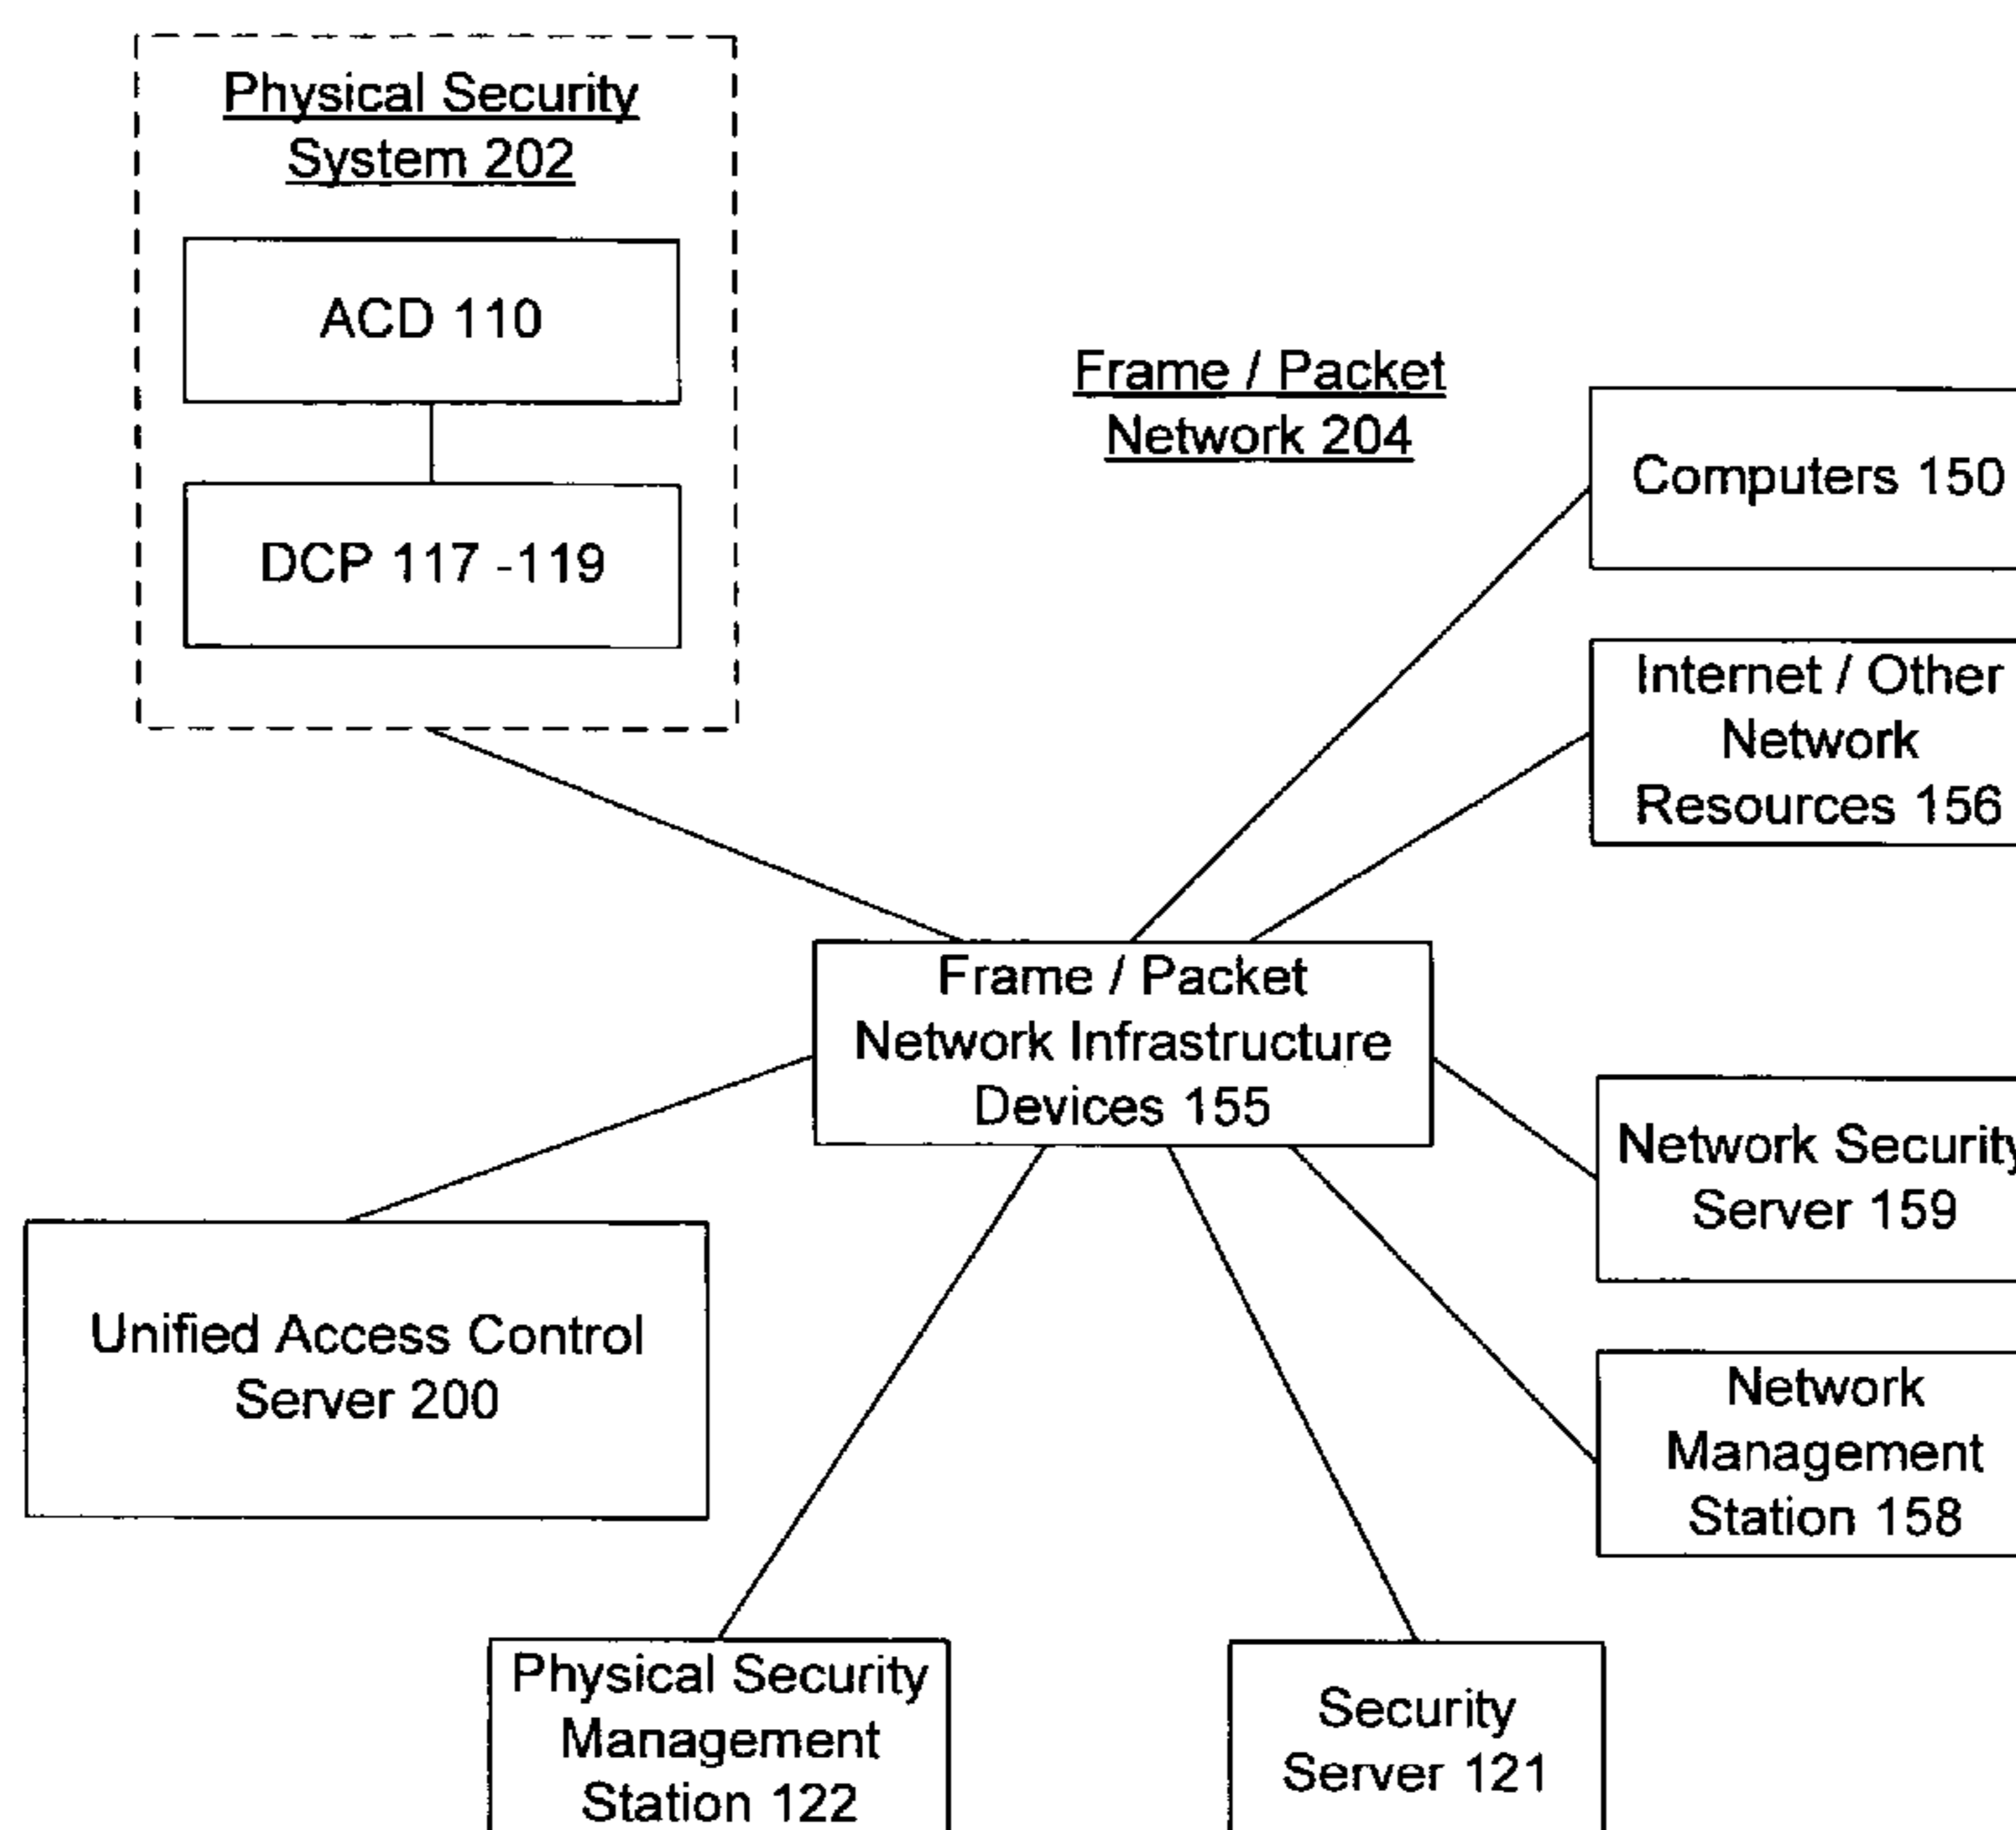 Physical Security
System 202
ACD 110
DCP 117 -119
Frame / Packet
Network 204
Computers 150
Internet / Other
Network
Resources 156
Frame / Packet
Network Infrastructure
Devices 155
Network Security
Server 159
Unified Access Control
Server 200
Network
Management
Station 158
Physical Security
Management
Station 122
Security
Server 121